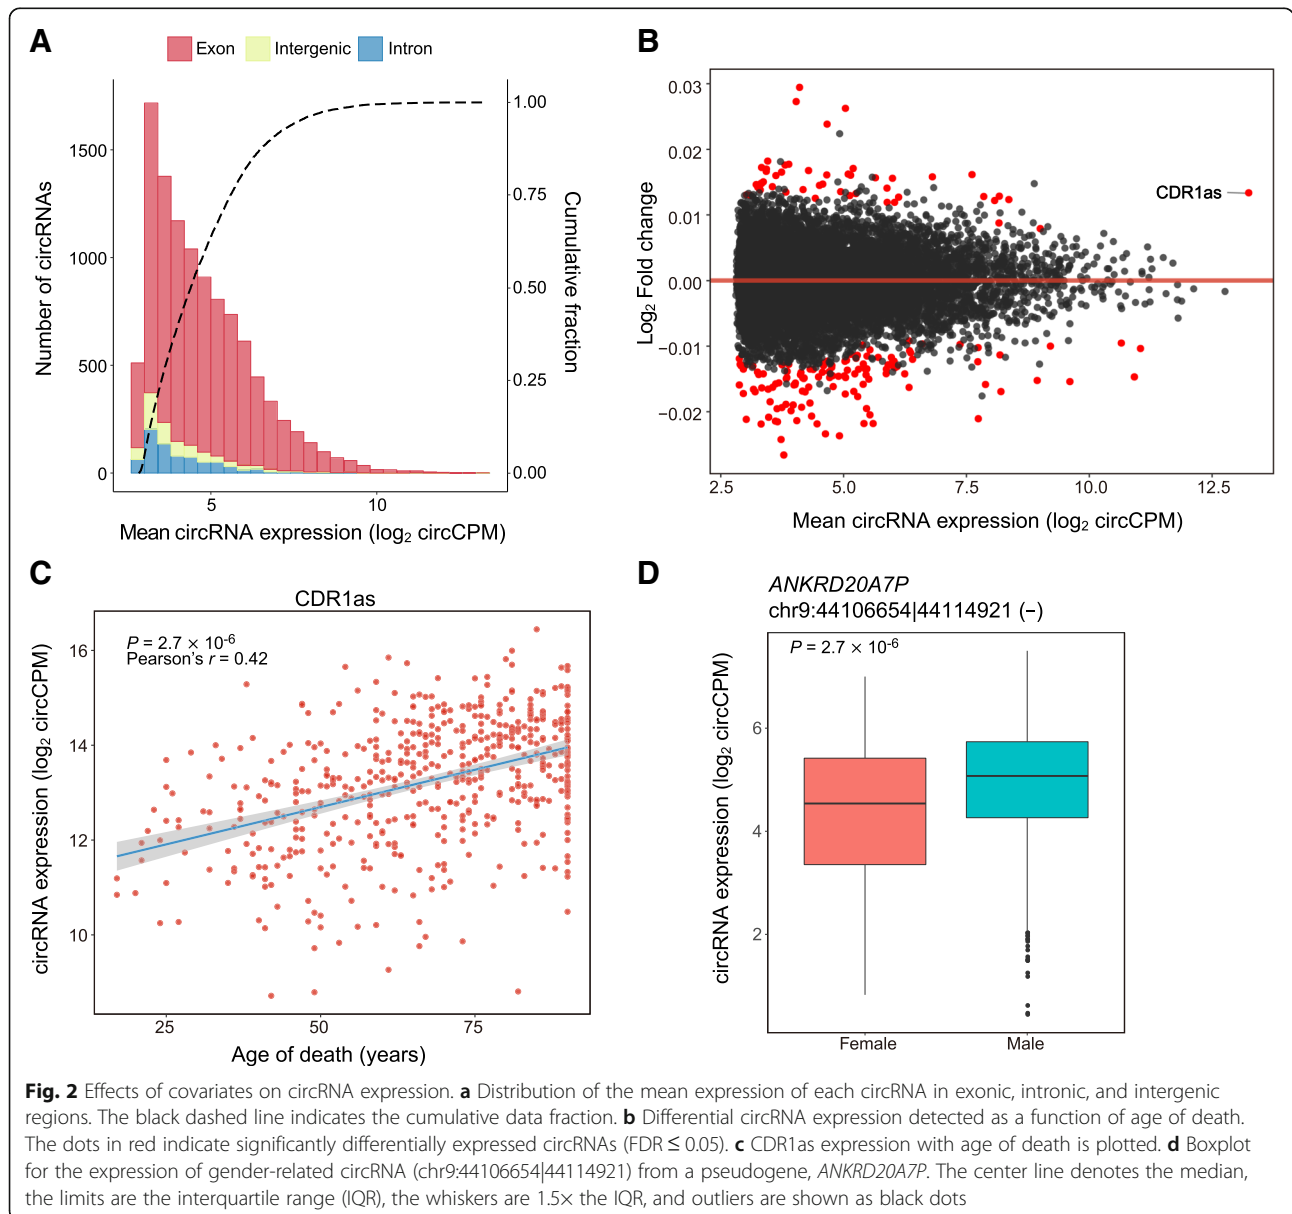 A
Exon Intergenic Intron
Number of circRNAs
1500
1000
500
0
1.00
0.75
0.50
0.25
0.00
Cumulative fraction
5 10
Mean circRNA expression (log₂ circCPM)
B
Log₂ Fold change
0.03
0.02
0.01
0.00
−0.01
−0.02
CDR1as
2.5 5.0 7.5 10.0 12.5
Mean circRNA expression (log₂ circCPM)
C
CDR1as
P = 2.7 × 10⁻⁶
Pearson's r = 0.42
circRNA expression (log₂ circCPM)
16
14
12
10
25 50 75
Age of death (years)
D
ANKRD20A7P
chr9:44106654|44114921 (−)
P = 2.7 × 10⁻⁶
circRNA expression (log₂ circCPM)
6
4
2
Female Male
Fig. 2 Effects of covariates on circRNA expression. a Distribution of the mean expression of each circRNA in exonic, intronic, and intergenic
regions. The black dashed line indicates the cumulative data fraction. b Differential circRNA expression detected as a function of age of death.
The dots in red indicate significantly differentially expressed circRNAs (FDR ≤ 0.05). c CDR1as expression with age of death is plotted. d Boxplot
for the expression of gender-related circRNA (chr9:44106654|44114921) from a pseudogene, ANKRD20A7P. The center line denotes the median,
the limits are the interquartile range (IQR), the whiskers are 1.5× the IQR, and outliers are shown as black dots